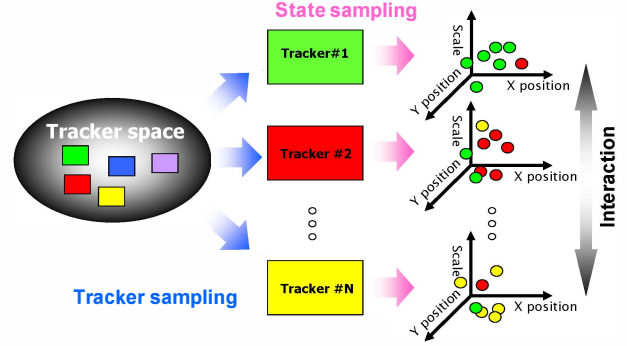 State sampling
Tracker#1
Scale
Y position
X position
Tracker space
Tracker #2
Scale
Y position
X position
Interaction
Tracker sampling
Tracker #N
Scale
Y position
X position